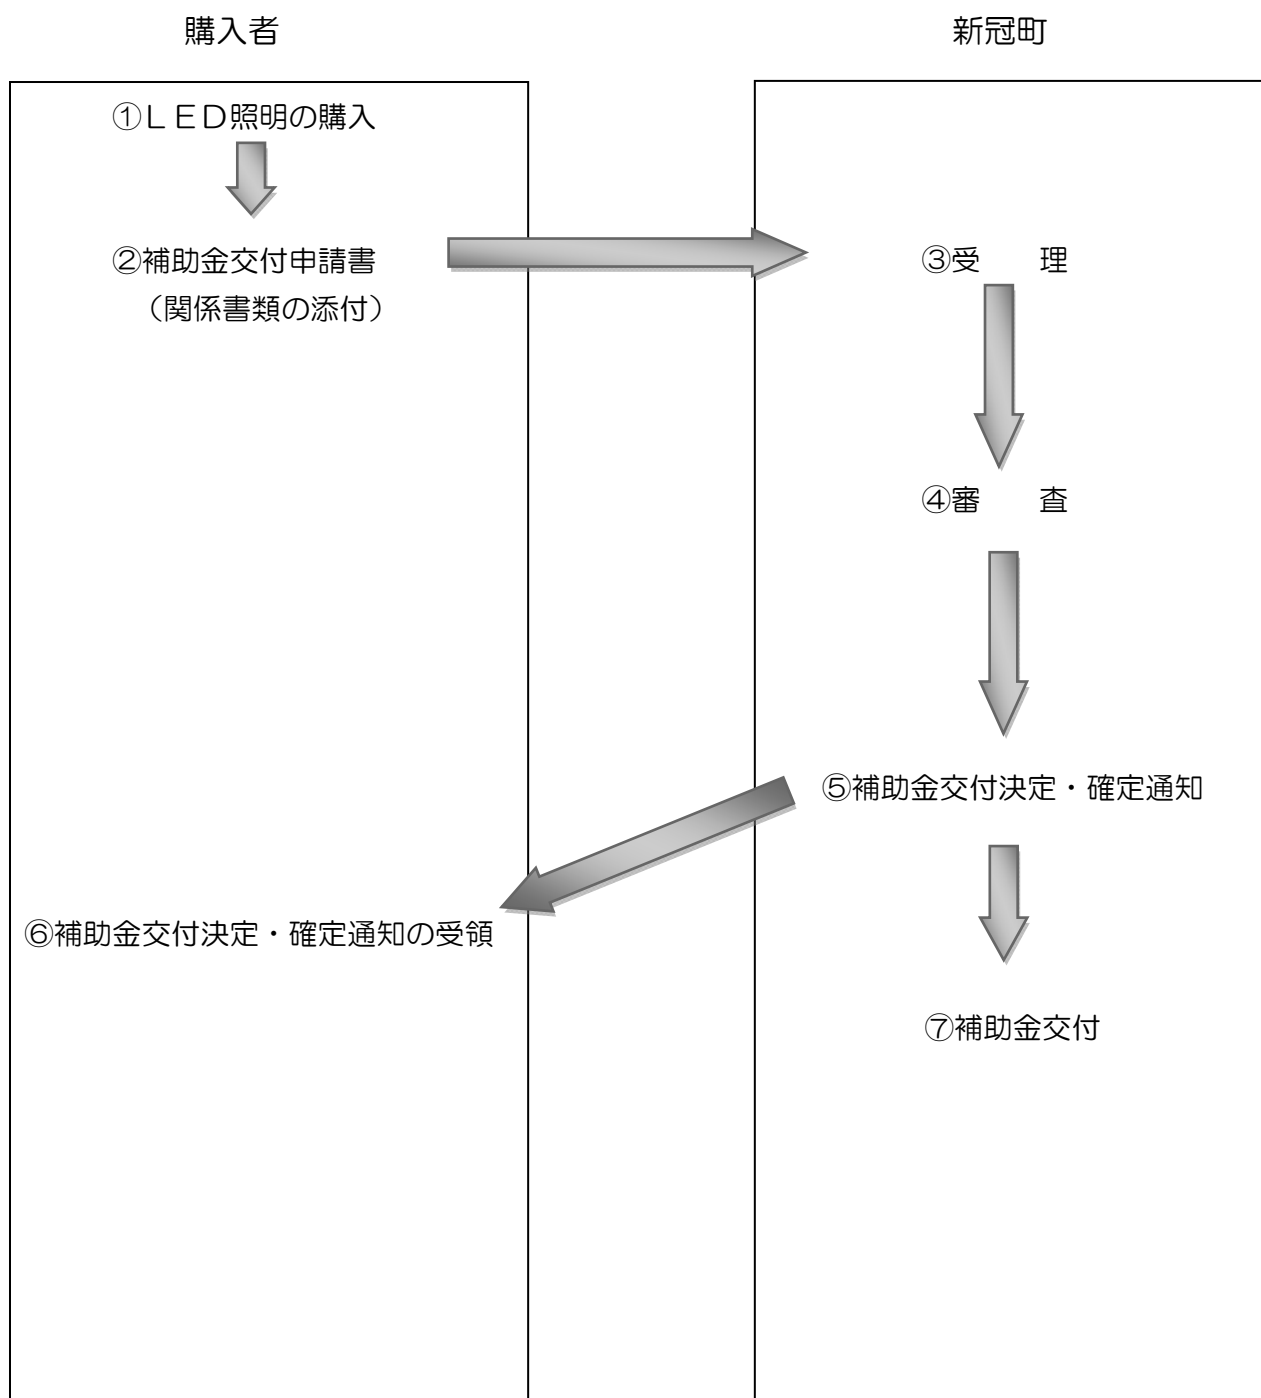 購入者
新冠町
①ＬＥＤ照明の購入
②補助金交付申請書
（関係書類の添付）
③受　　理
④審　　査
⑤補助金交付決定・確定通知
⑥補助金交付決定・確定通知の受領
⑦補助金交付